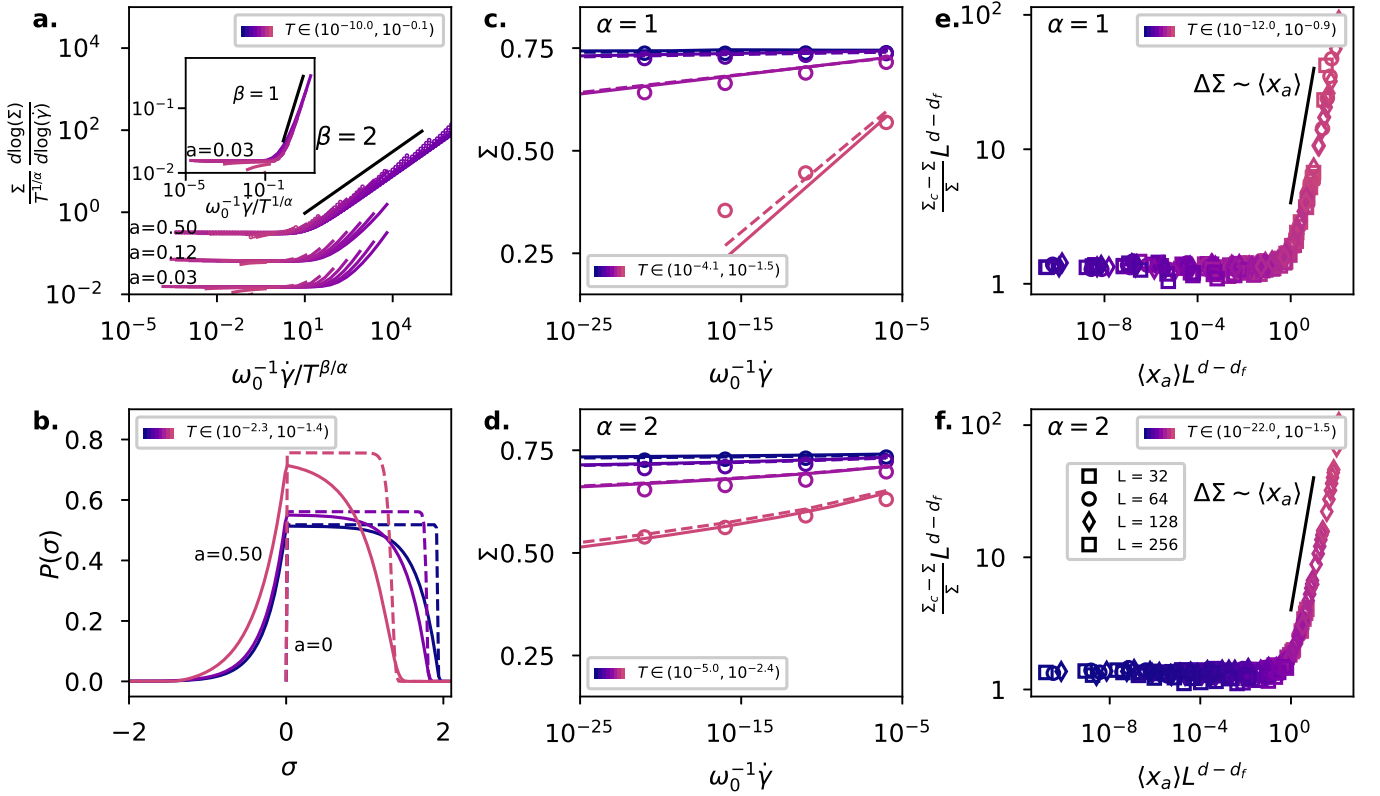 a.
T ∈ (10^−10.0, 10^−0.1)
10^4
10^2
10^0
10^−2
Σ/T^{1/α} dlog(Σ)/dlog(γ̇)
β = 1
β = 2
10^−1
10^−2
a=0.03
10^−5 10^−1
ω_0^−1 γ̇/T^{1/α}
a=0.50
a=0.12
a=0.03
10^−5 10^−2 10^1 10^4
ω_0^−1 γ̇/T^{β/α}
b.
T ∈ (10^−2.3, 10^−1.4)
0.8
0.6
0.4
0.2
0.0
P(σ)
a=0.50
a=0
−2 0 2
σ
c.
α = 1
0.75
0.50
0.25
Σ
T ∈ (10^−4.1, 10^−1.5)
10^−25 10^−15 10^−5
ω_0^−1 γ̇
d.
α = 2
0.75
0.50
0.25
Σ
T ∈ (10^−5.0, 10^−2.4)
10^−25 10^−15 10^−5
ω_0^−1 γ̇
e.
α = 1
T ∈ (10^−12.0, 10^−0.9)
10^2
10
1
(Σ_c − Σ)/Σ L^{d − d_f}
ΔΣ ~ ⟨x_a⟩
10^−8 10^−4 10^0
⟨x_a⟩L^{d − d_f}
f.
α = 2
T ∈ (10^−22.0, 10^−1.5)
10^2
10
1
(Σ_c − Σ)/Σ L^{d − d_f}
L = 32
L = 64
L = 128
L = 256
ΔΣ ~ ⟨x_a⟩
10^−8 10^−4 10^0
⟨x_a⟩L^{d − d_f}